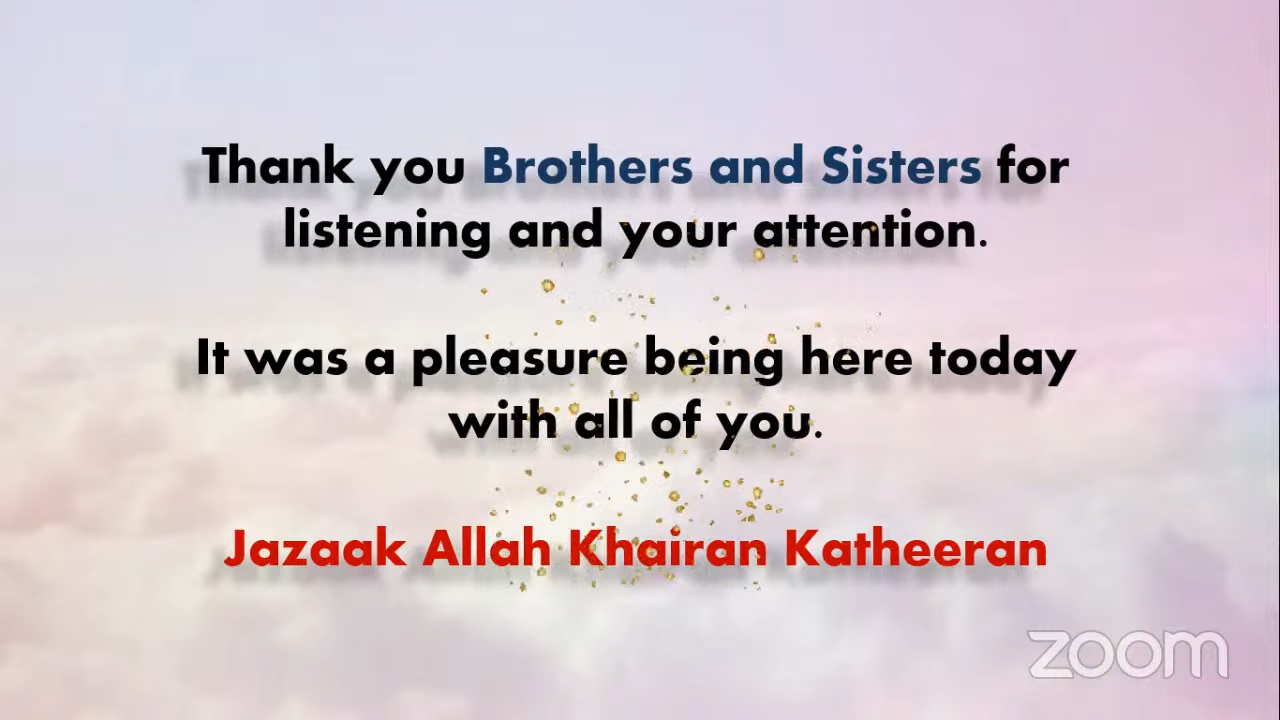 Thank you Brothers and Sisters for
listening and your attention.
It was a pleasure being here today
with all of you.
Jazaak Allah Khairan Katheeran
zoom